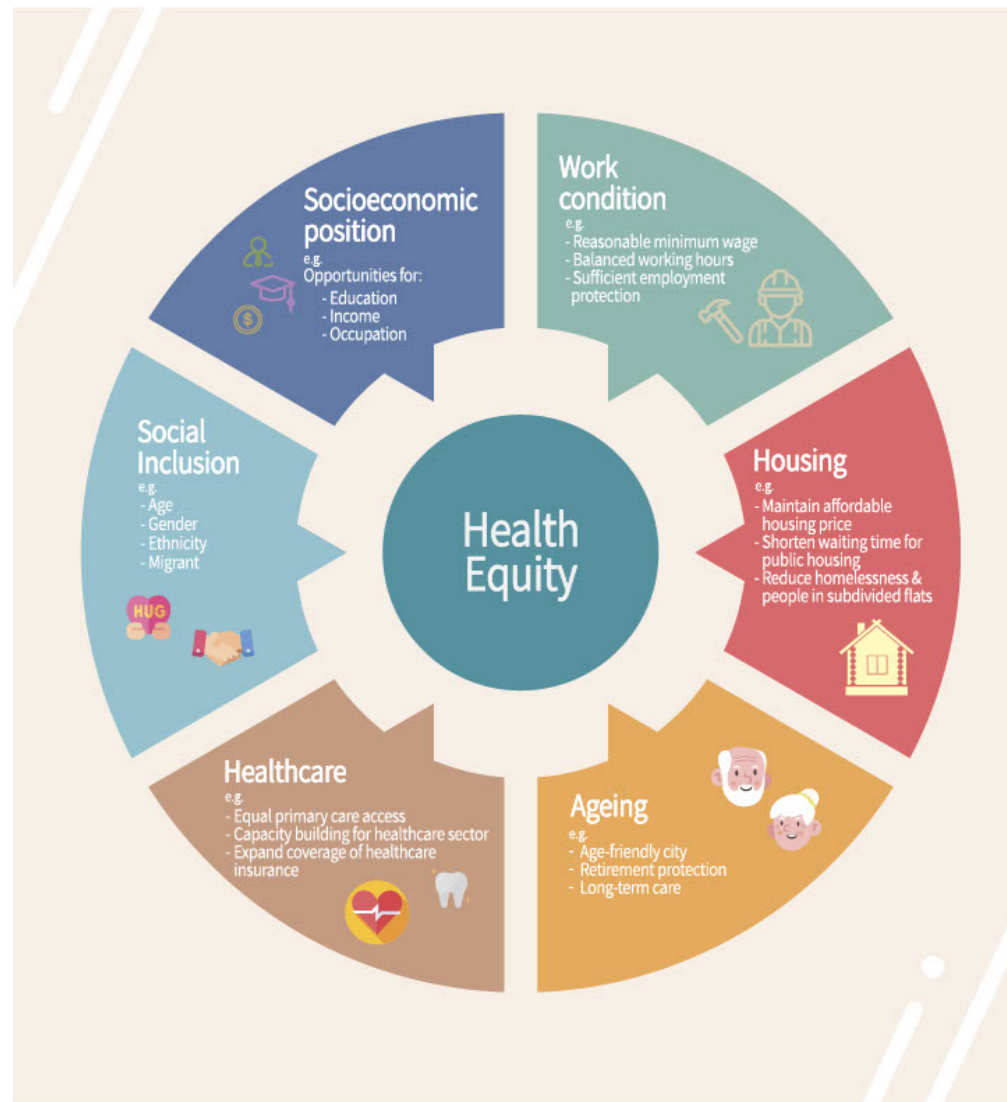 Socioeconomic
position
e.g.
Opportunities for:
- Education
- Income
- Occupation
Work
condition
e.g.
- Reasonable minimum wage
- Balanced working hours
- Sufficient employment
protection
Social
Inclusion
e.g.
- Age
- Gender
- Ethnicity
- Migrant
HUG
Health
Equity
Housing
e.g.
- Maintain affordable
housing price
- Shorten waiting time for
public housing
- Reduce homelessness &
people in subdivided flats
Healthcare
e.g.
- Equal primary care access
- Capacity building for healthcare sector
- Expand coverage of healthcare
insurance
Ageing
e.g.
- Age-friendly city
- Retirement protection
- Long-term care
$